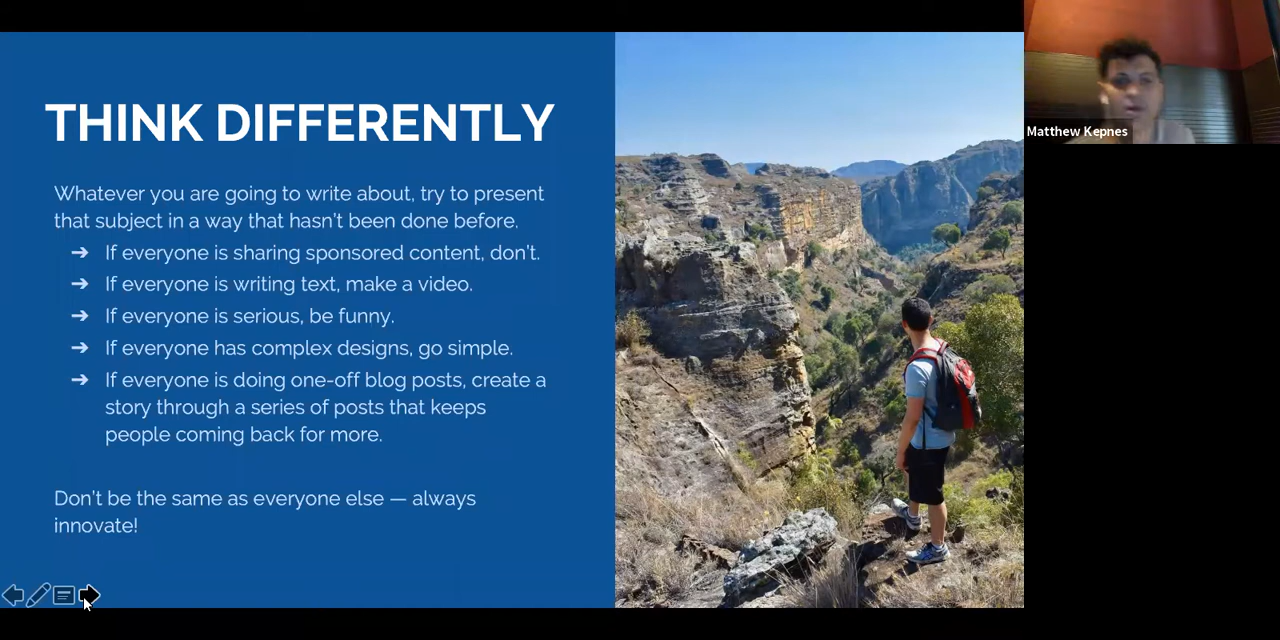 THINK DIFFERENTLY
Whatever you are going to write about, try to present
that subject in a way that hasn't been done before.
➔ If everyone is sharing sponsored content, don't.
➔ If everyone is writing text, make a video.
➔ If everyone is serious, be funny.
➔ If everyone has complex designs, go simple.
➔ If everyone is doing one-off blog posts, create a
story through a series of posts that keeps
people coming back for more.
Don't be the same as everyone else — always
innovate!
Matthew Kepnes